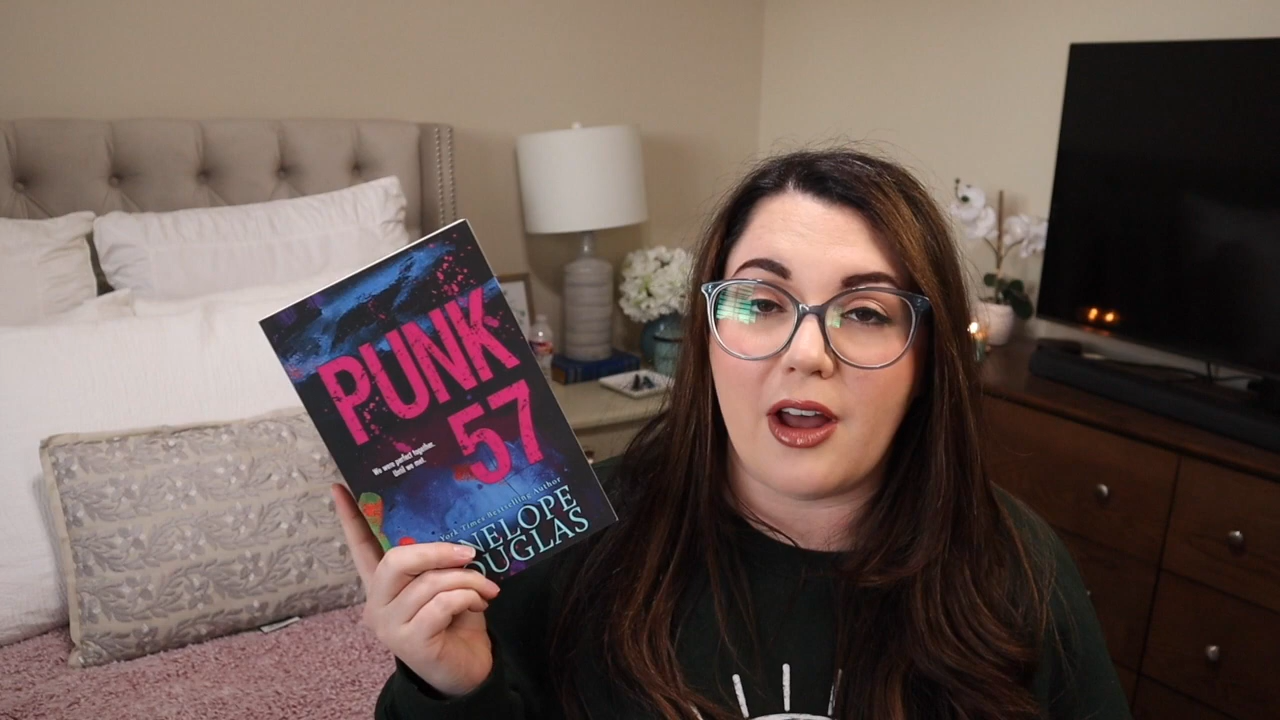 PUNK
57
We were perfect together.
Until we met.
York Times Bestselling Author
NELOPE
OUGLAS